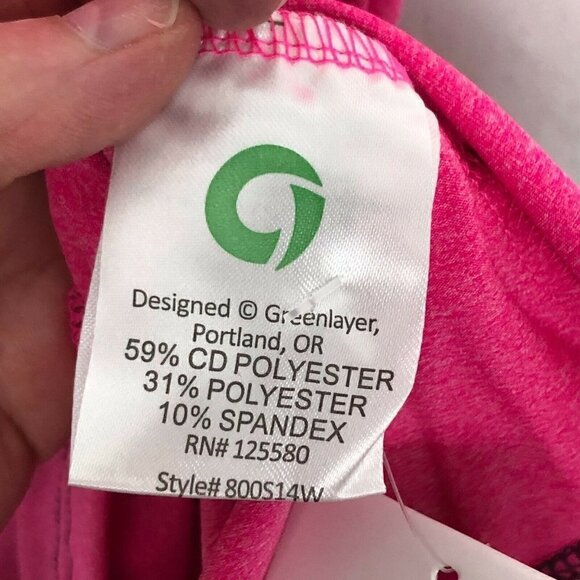 Designed © Greenlayer,
Portland, OR
59% CD POLYESTER
31% POLYESTER
10% SPANDEX
RN# 125580
Style# 800S14W